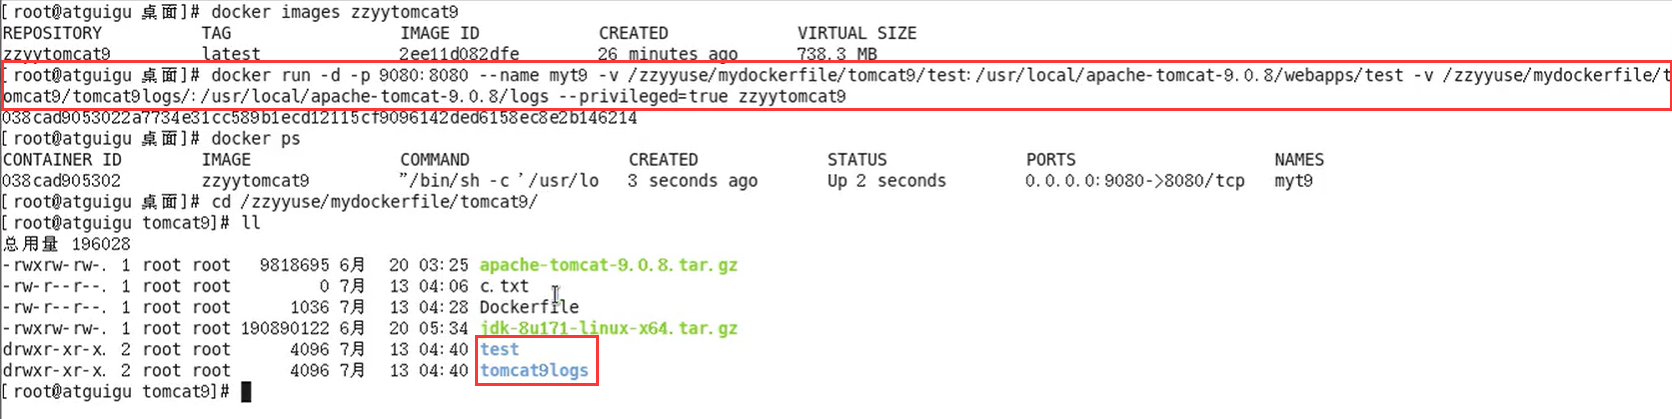 [root@atguigu 桌面]# docker images zzyytomcat9
REPOSITORY TAG IMAGE ID CREATED VIRTUAL SIZE
zzyytomcat9 latest 2ee11d082dfe 26 minutes ago 738.3 MB
[root@atguigu 桌面]# docker run -d -p 9080:8080 --name myt9 -v /zzyyuse/mydockerfile/tomcat9/test:/usr/local/apache-tomcat-9.0.8/webapps/test -v /zzyyuse/mydockerfile/t
omcat9/tomcat9logs/:/usr/local/apache-tomcat-9.0.8/logs --privileged=true zzyytomcat9
038cad9053022a7734e31cc589b1ecd12115cf9096142ded6158ec8e2b146214
[root@atguigu 桌面]# docker ps
CONTAINER ID IMAGE COMMAND CREATED STATUS PORTS NAMES
038cad905302 zzyytomcat9 "/bin/sh -c '/usr/lo 3 seconds ago Up 2 seconds 0.0.0.0:9080->8080/tcp myt9
[root@atguigu 桌面]# cd /zzyyuse/mydockerfile/tomcat9/
[root@atguigu tomcat9]# ll
总用量 196028
-rwxrw-rw-. 1 root root 9818695 6月 20 03:25 apache-tomcat-9.0.8.tar.gz
-rw-r--r--. 1 root root 0 7月 13 04:06 c.txt
-rw-r--r--. 1 root root 1036 7月 13 04:28 Dockerfile
-rwxrw-rw-. 1 root root 190890122 6月 20 05:34 jdk-8u171-linux-x64.tar.gz
drwxr-xr-x. 2 root root 4096 7月 13 04:40 test
drwxr-xr-x. 2 root root 4096 7月 13 04:40 tomcat9logs
[root@atguigu tomcat9]#